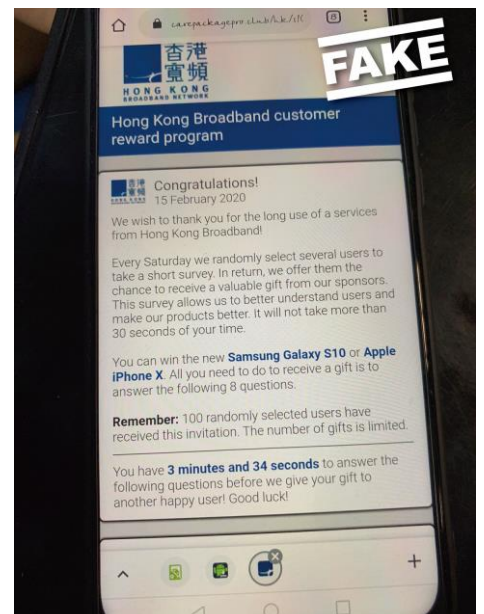 carepackagepro.club/hk/
FAKE
香港
寬頻
HONG KONG
BROADBAND NETWORK
Hong Kong Broadband customer
reward program
Congratulations!
15 February 2020
We wish to thank you for the long use of a services
from Hong Kong Broadband!
Every Saturday we randomly select several users to
take a short survey. In return, we offer them the
chance to receive a valuable gift from our sponsors.
This survey allows us to better understand users and
make our products better. It will not take more than
30 seconds of your time.
You can win the new Samsung Galaxy S10 or Apple
iPhone X. All you need to do to receive a gift is to
answer the following 8 questions.
Remember: 100 randomly selected users have
received this invitation. The number of gifts is limited.
You have 3 minutes and 34 seconds to answer the
following questions before we give your gift to
another happy user! Good luck!